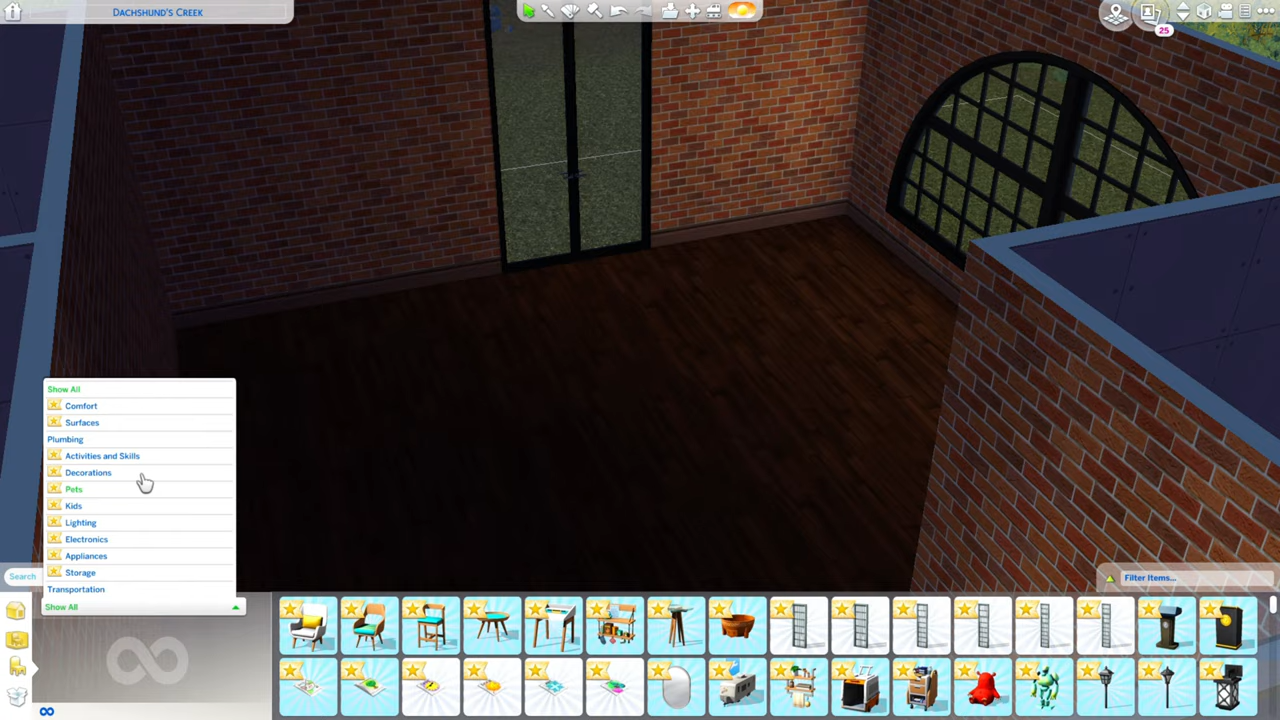 Dachshund's Creek
25
Show All
Comfort
Surfaces
Plumbing
Activities and Skills
Decorations
Pets
Kids
Lighting
Electronics
Appliances
Storage
Transportation
Search
Show All
Filter Items...